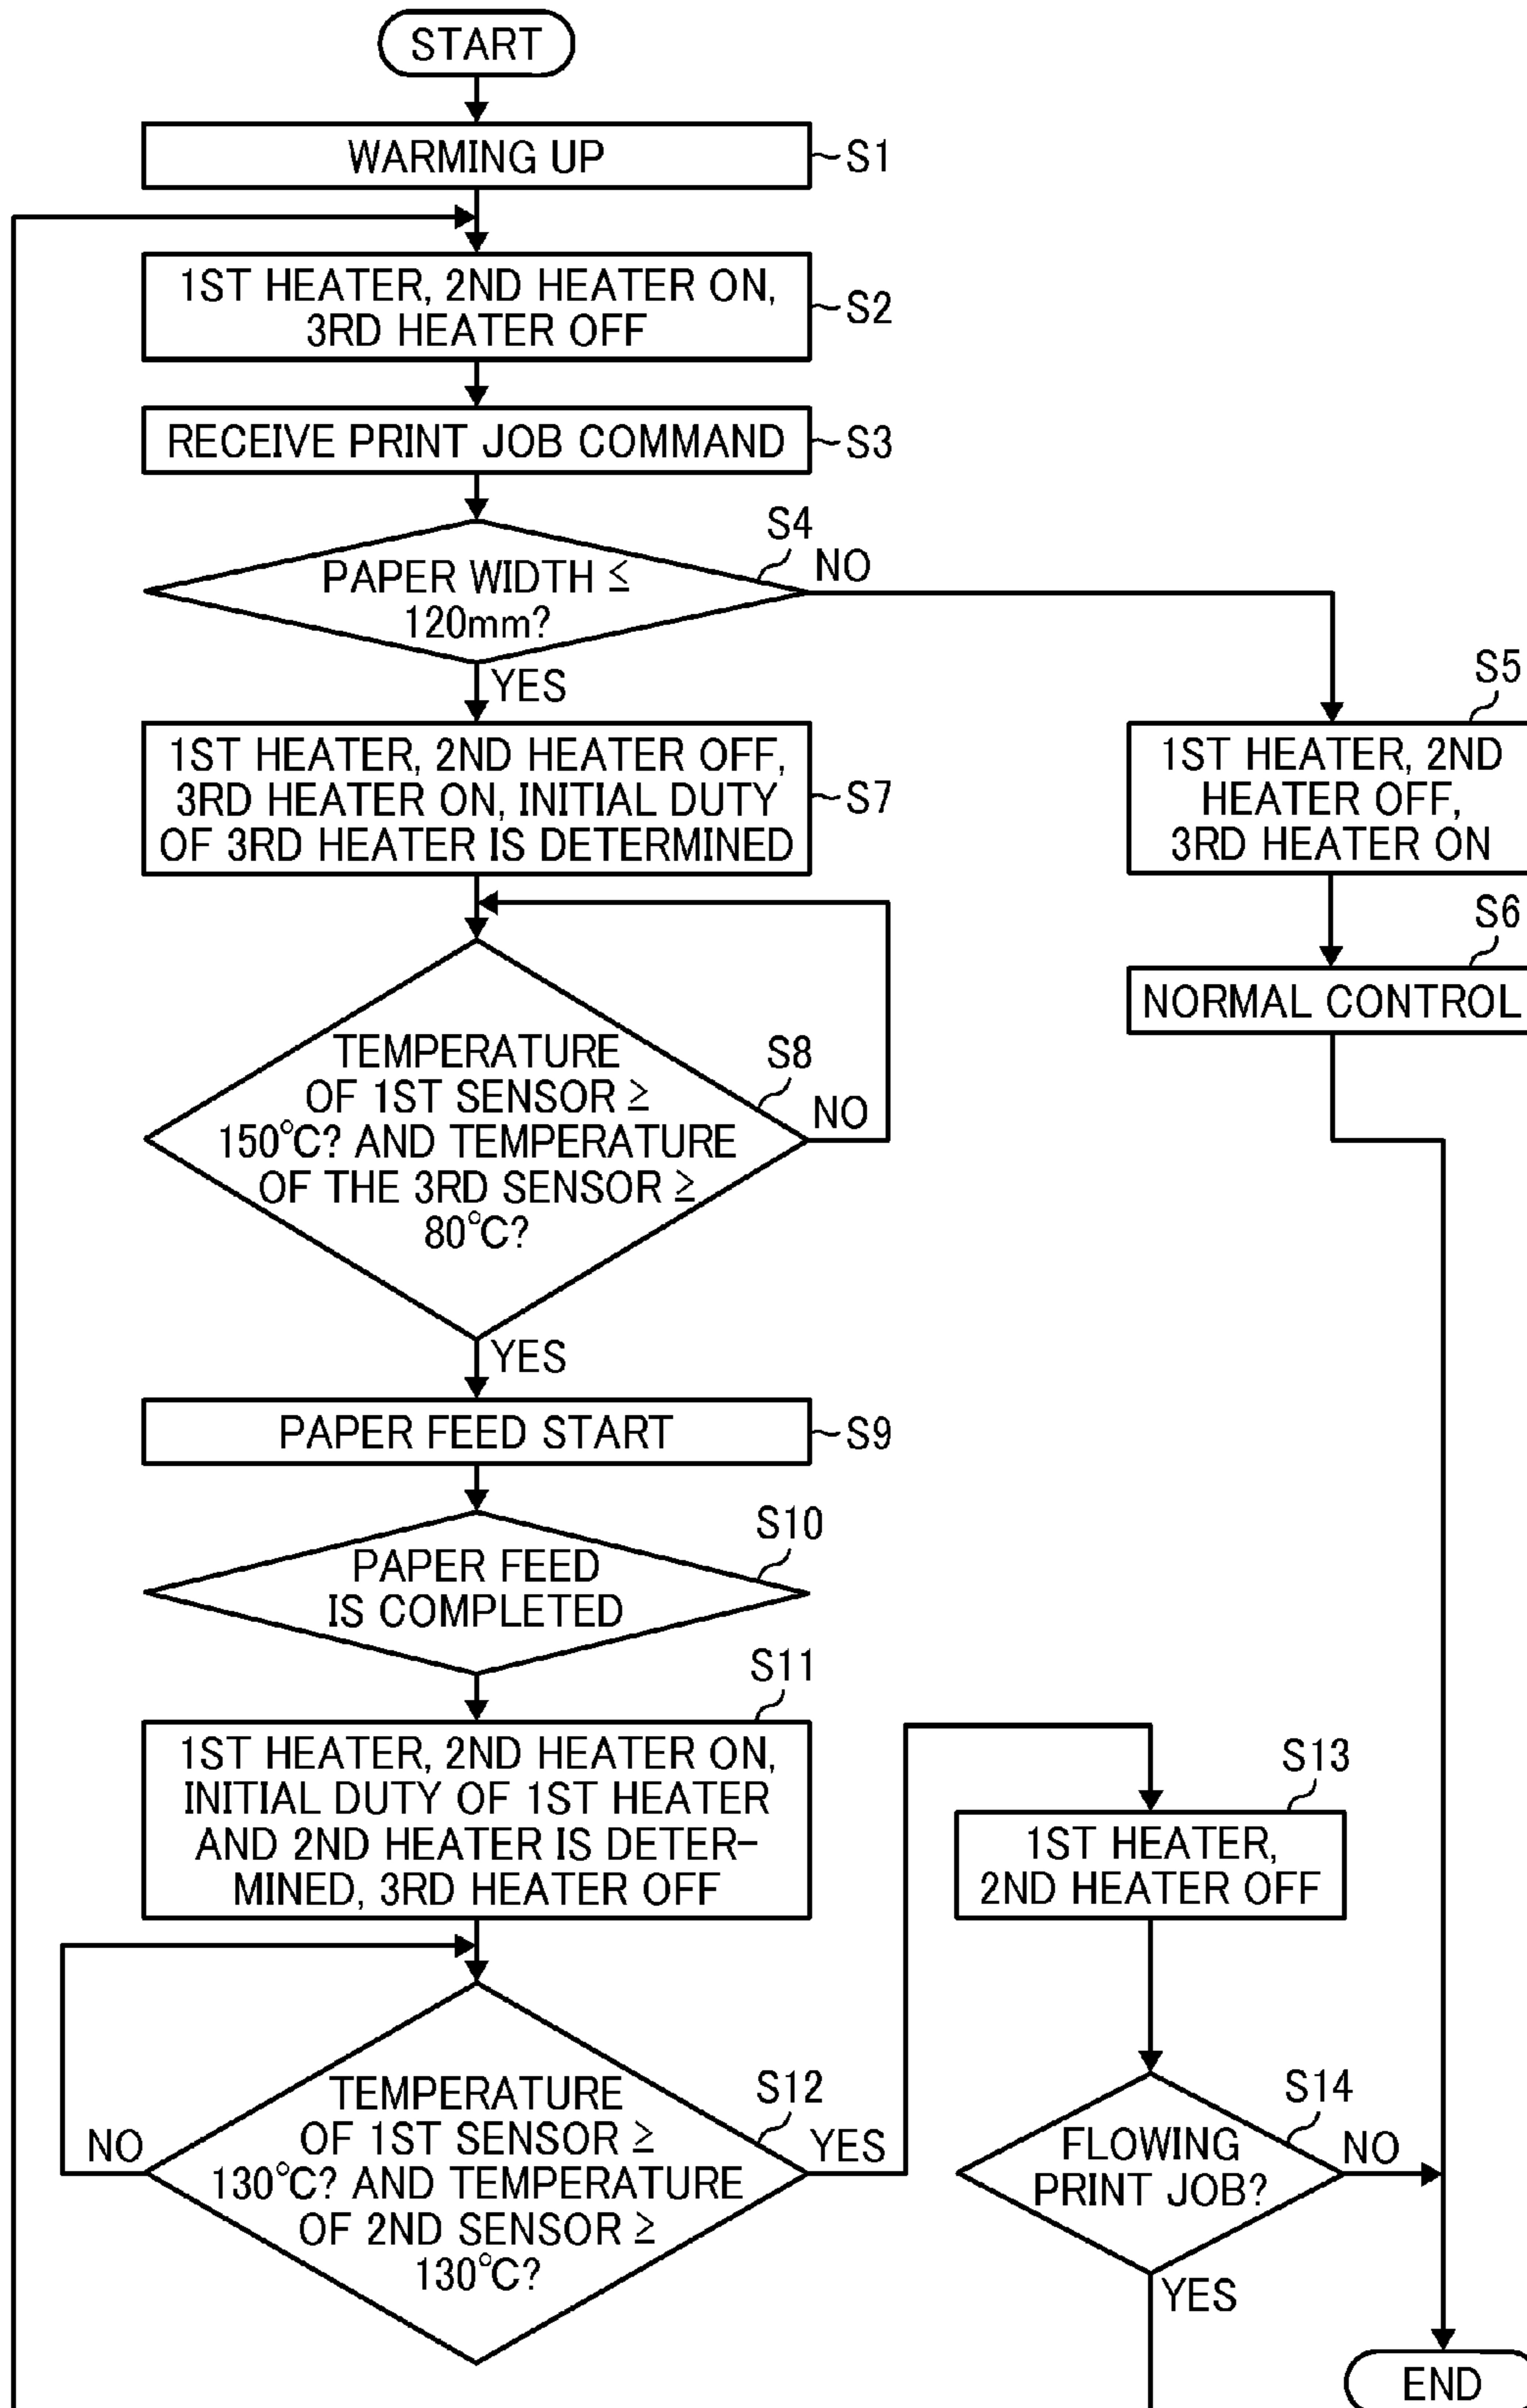 START
WARMING UP
S1
1ST HEATER, 2ND HEATER ON,
3RD HEATER OFF
S2
RECEIVE PRINT JOB COMMAND
S3
S4
PAPER WIDTH ≤
120mm?
NO
YES
S5
1ST HEATER, 2ND
HEATER OFF,
3RD HEATER ON
S6
NORMAL CONTROL
1ST HEATER, 2ND HEATER OFF,
3RD HEATER ON, INITIAL DUTY
OF 3RD HEATER IS DETERMINED
S7
S8
TEMPERATURE
OF 1ST SENSOR ≥
150°C? AND TEMPERATURE
OF THE 3RD SENSOR ≥
80°C?
NO
YES
PAPER FEED START
S9
S10
PAPER FEED
IS COMPLETED
S11
1ST HEATER, 2ND HEATER ON,
INITIAL DUTY OF 1ST HEATER
AND 2ND HEATER IS DETER-
MINED, 3RD HEATER OFF
S12
TEMPERATURE
OF 1ST SENSOR ≥
130°C? AND TEMPERATURE
OF 2ND SENSOR ≥
130°C?
NO
YES
S13
1ST HEATER,
2ND HEATER OFF
S14
FLOWING
PRINT JOB?
NO
YES
END